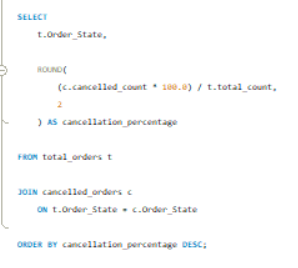 SELECT
t.Order_State,
ROUND(
(c.cancelled_count * 100.0) / t.total_count,
2
) AS cancellation_percentage
FROM total_orders t
JOIN cancelled_orders c
ON t.Order_State = c.Order_State
ORDER BY cancellation_percentage DESC;